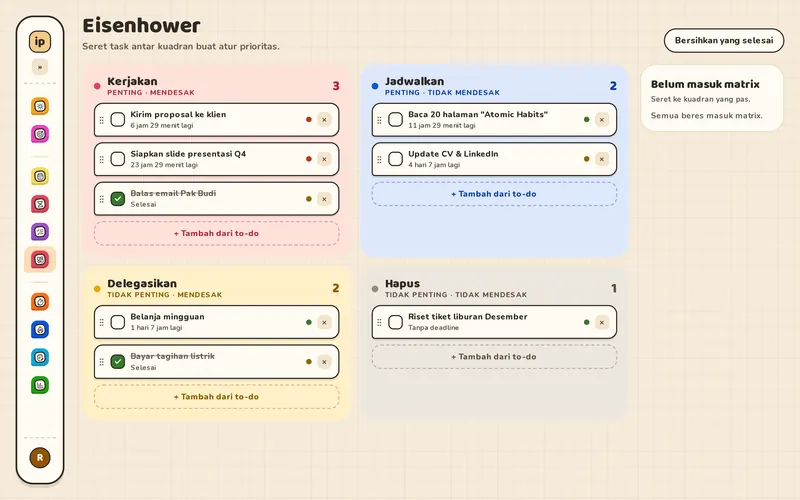 ip
»
R
Eisenhower
Seret task antar kuadran buat atur prioritas.
Bersihkan yang selesai
Kerjakan
PENTING · MENDESAK
3
Kirim proposal ke klien
6 jam 29 menit lagi
×
Siapkan slide presentasi Q4
23 jam 29 menit lagi
×
Balas email Pak Budi
Selesai
×
+ Tambah dari to-do
Jadwalkan
PENTING · TIDAK MENDESAK
2
Baca 20 halaman "Atomic Habits"
11 jam 29 menit lagi
×
Update CV & LinkedIn
4 hari 7 jam lagi
×
+ Tambah dari to-do
Belum masuk matrix
Seret ke kuadran yang pas.
Semua beres masuk matrix.
Delegasikan
TIDAK PENTING · MENDESAK
2
Belanja mingguan
1 hari 7 jam lagi
×
Bayar tagihan listrik
Selesai
×
+ Tambah dari to-do
Hapus
TIDAK PENTING · TIDAK MENDESAK
1
Riset tiket liburan Desember
Tanpa deadline
×
+ Tambah dari to-do